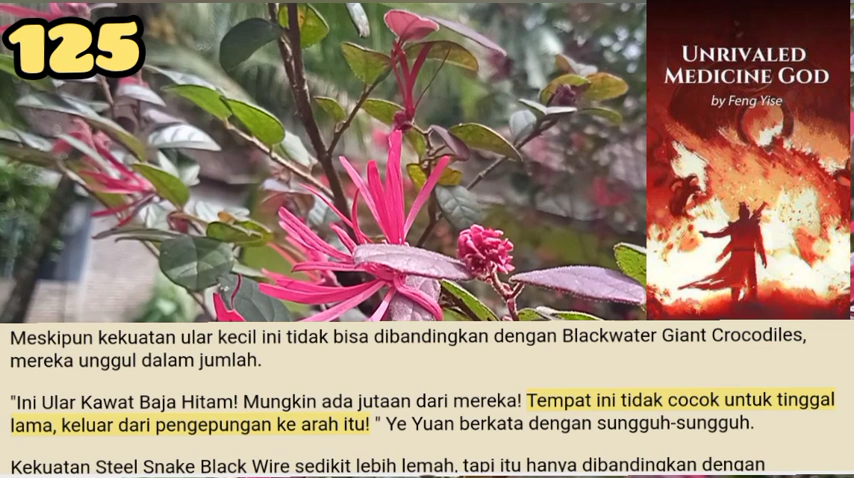 125
UNRIVALED
MEDICINE GOD
by Feng Yise
Meskipun kekuatan ular kecil ini tidak bisa dibandingkan dengan Blackwater Giant Crocodiles,
mereka unggul dalam jumlah.
"Ini Ular Kawat Baja Hitam! Mungkin ada jutaan dari mereka! Tempat ini tidak cocok untuk tinggal
lama, keluar dari pengepungan ke arah itu! " Ye Yuan berkata dengan sungguh-sungguh.
Kekuatan Steel Snake Black Wire sedikit lebih lemah, tapi itu hanya dibandingkan dengan